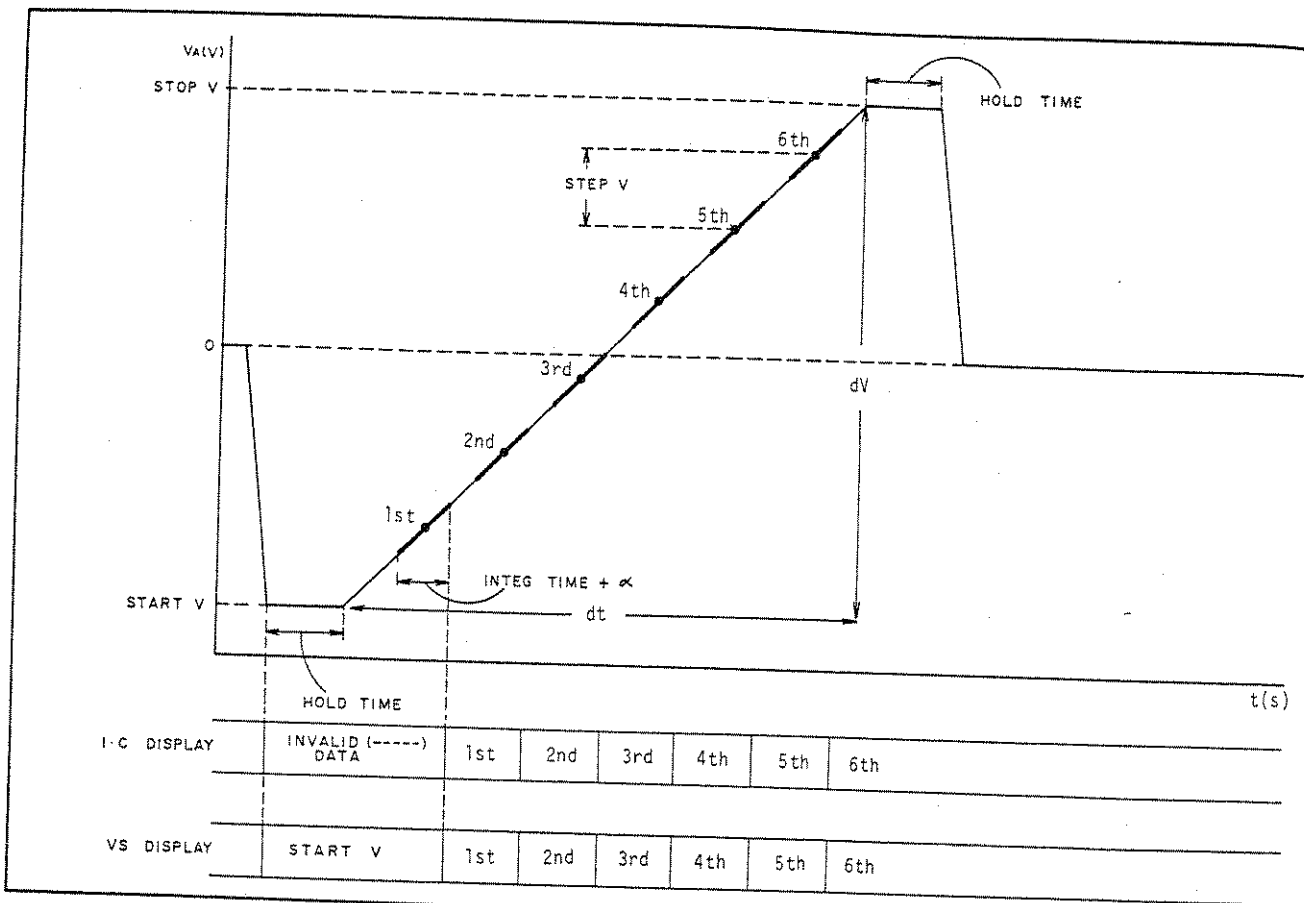 VA(V)
STOP V
HOLD TIME
6th
STEP V
5th
4th
0
3rd
dV
2nd
1st
INTEG TIME + ∝
START V
dt
t(s)
HOLD TIME
I·C DISPLAY INVALID (-----) DATA 1st 2nd 3rd 4th 5th 6th
VS DISPLAY START V 1st 2nd 3rd 4th 5th 6th